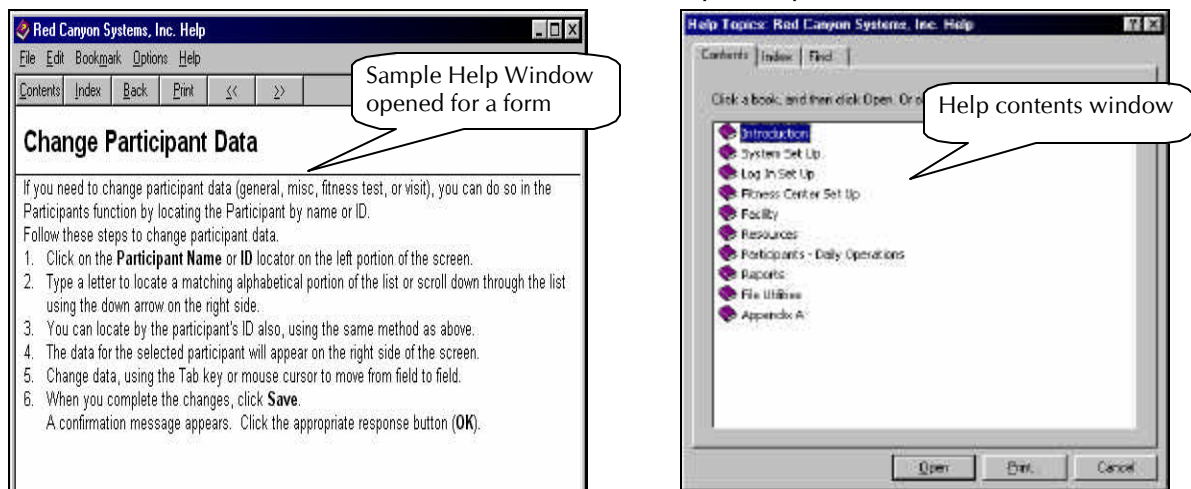 Red Canyon Systems, Inc. Help
File Edit Bookmark Options Help
Contents Index Back Print << >>
Sample Help Window
opened for a form
Change Participant Data
If you need to change participant data (general, misc, fitness test, or visit), you can do so in the
Participants function by locating the Participant by name or ID.
Follow these steps to change participant data.
1. Click on the Participant Name or ID locator on the left portion of the screen.
2. Type a letter to locate a matching alphabetical portion of the list or scroll down through the list
using the down arrow on the right side.
3. You can locate by the participant's ID also, using the same method as above.
4. The data for the selected participant will appear on the right side of the screen.
5. Change data, using the Tab key or mouse cursor to move from field to field.
6. When you complete the changes, click Save.
A confirmation message appears. Click the appropriate response button (OK).
Help Topics: Red Canyon Systems, Inc. Help
Contents Index Find
Click a book, and then click Open. Or
Help contents window
Introduction
System Set Up
Log In Set Up
Fitness Center Set Up
Facility
Resources
Participants - Daily Operations
Reports
File Utilities
Appendix A
Open Print... Cancel